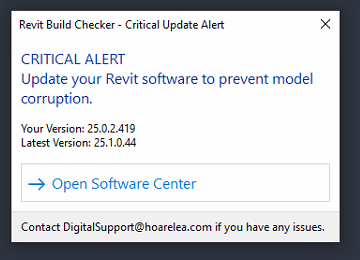 Revit Build Checker - Critical Update Alert
CRITICAL ALERT
Update your Revit software to prevent model
corruption.
Your Version: 25.0.2.419
Latest Version: 25.1.0.44
Open Software Center
Contact DigitalSupport@hoarelea.com if you have any issues.